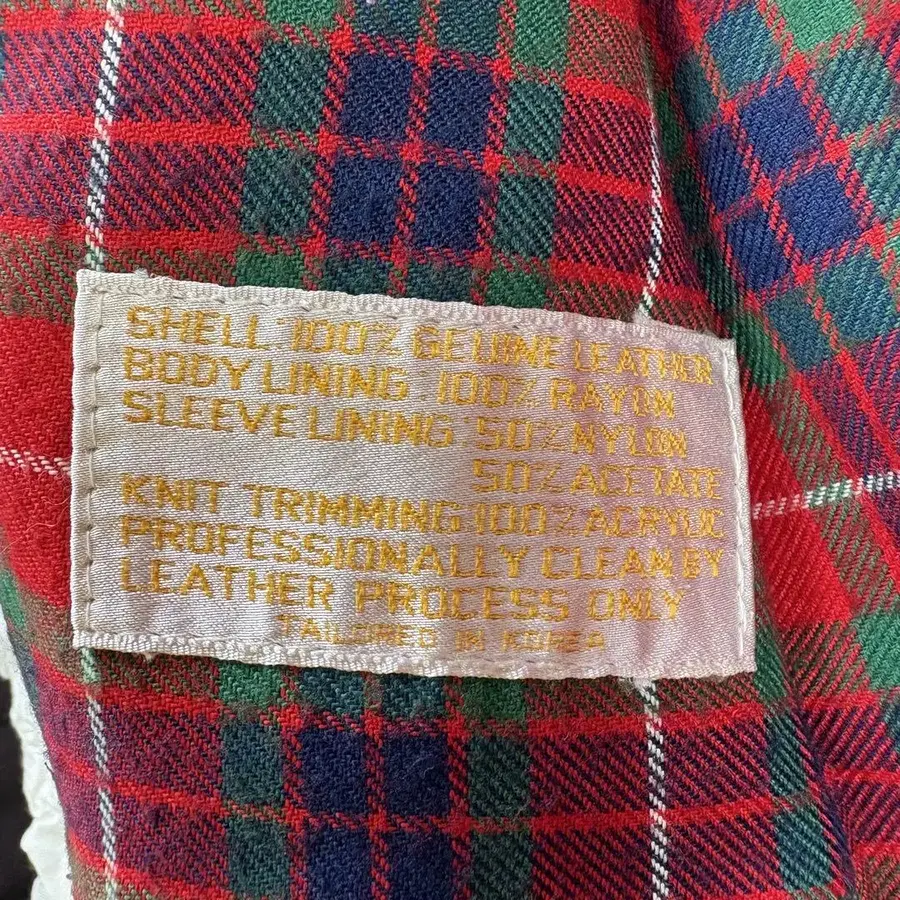 SHELL:100% GEUINE LEATHER
BODY LINING :100% RAYON
SLEEVE LINING:50% NYLON
50% ACETATE
KNIT TRIMMING:100% ACRYLIC
PROFESSIONALLY CLEAN BY
LEATHER PROCESS ONLY
TAILORED IN KOREA